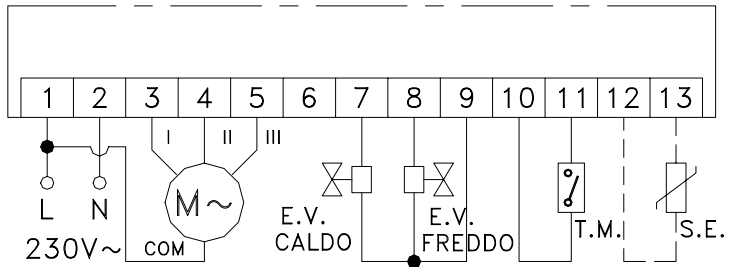 1 2 3 4 5 6 7 8 9 10 11 12 13
I II III
L N M~ E.V. CALDO E.V. FREDDO T.M. S.E.
230V~ COM